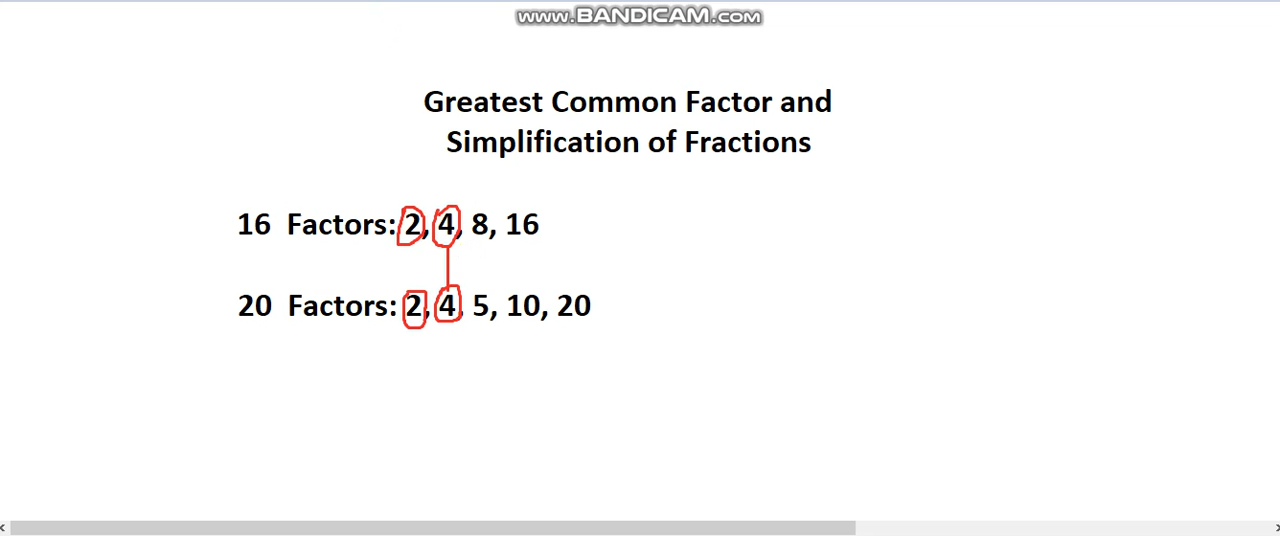 www.BANDICAM.com
Greatest Common Factor and
Simplification of Fractions
16 Factors: 2, 4, 8, 16
20 Factors: 2, 4, 5, 10, 20